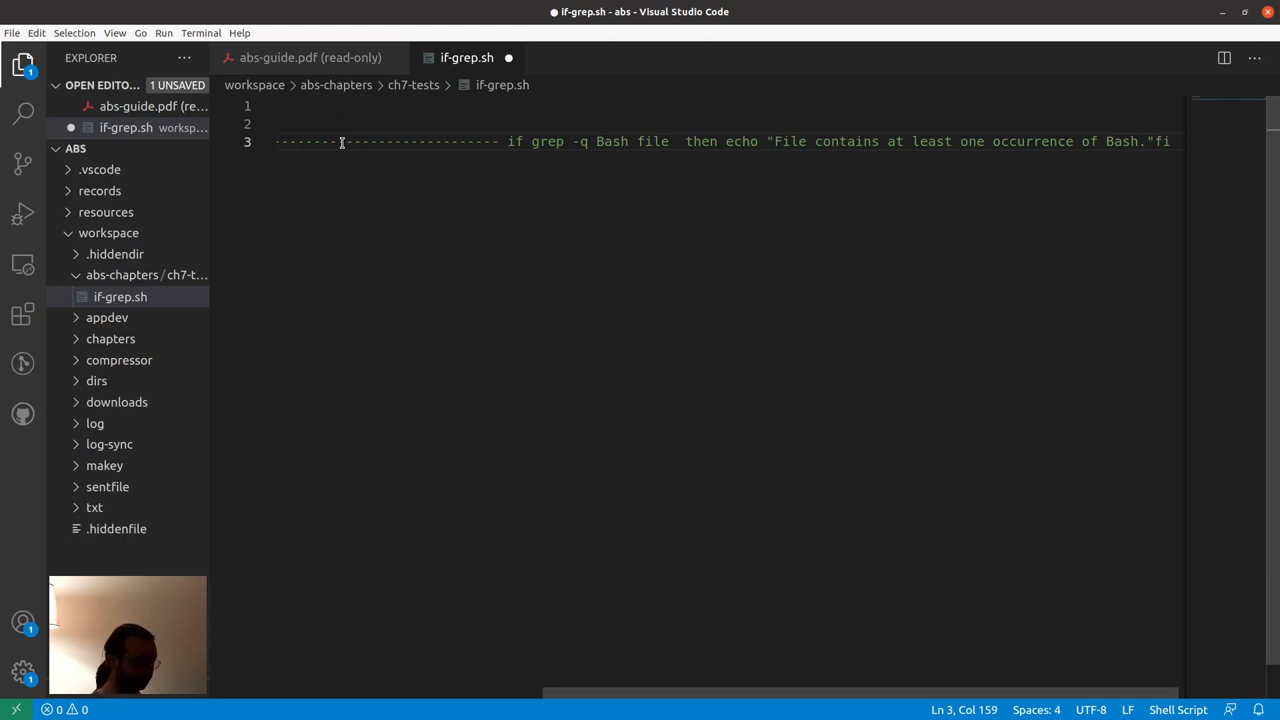 ● if-grep.sh - abs - Visual Studio Code
File Edit Selection View Go Run Terminal Help
EXPLORER
abs-guide.pdf (read-only)
if-grep.sh
OPEN EDITO... 1 UNSAVED
workspace > abs-chapters > ch7-tests > if-grep.sh
abs-guide.pdf (re...
if-grep.sh worksp...
ABS
.vscode
records
resources
workspace
.hiddendir
abs-chapters / ch7-t...
if-grep.sh
appdev
chapters
compressor
dirs
downloads
log
log-sync
makey
sentfile
txt
.hiddenfile
1
2
3 --------------------------- if grep -q Bash file  then echo "File contains at least one occurrence of Bash."fi
1
1
1
0 0
Ln 3, Col 159 Spaces: 4 UTF-8 LF Shell Script